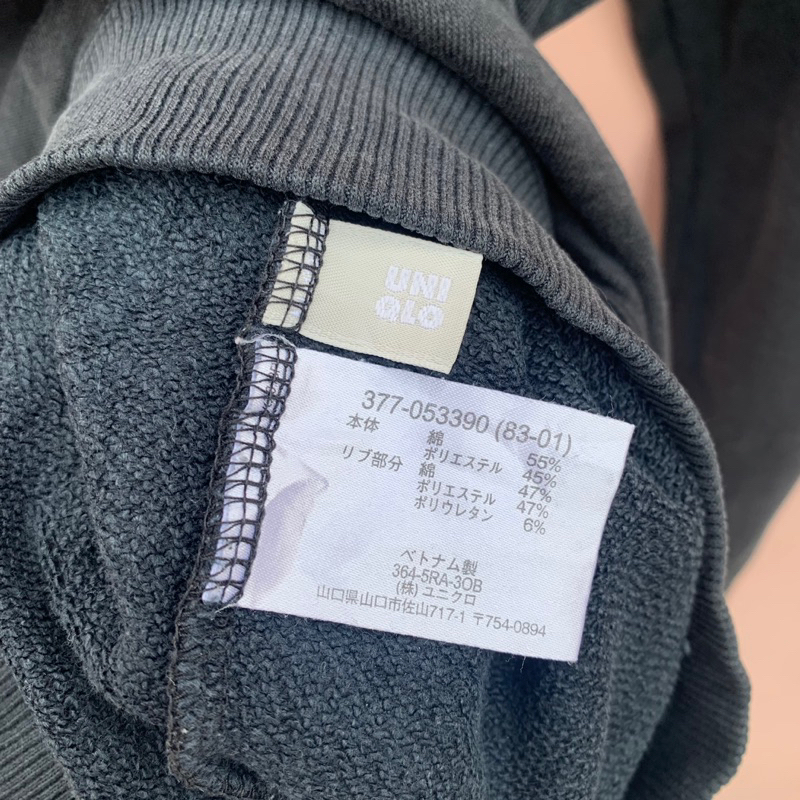 UNI
QLO
377-053390 (83-01)
本体 綿 55%
ポリエステル 45%
リブ部分 綿 47%
ポリエステル 47%
ポリウレタン 6%
ベトナム製
364-5RA-3OB
(株) ユニクロ
山口県山口市佐山717-1 〒754-0894